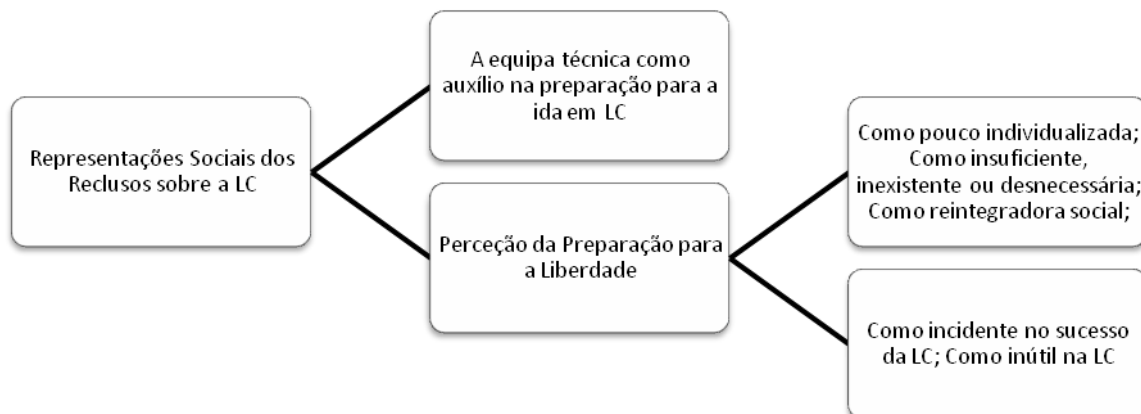 Representações Sociais dos
Reclusos sobre a LC
A equipa técnica como
auxílio na preparação para a
ida em LC
Perceção da Preparação para
a Liberdade
Como pouco individualizada;
Como insuficiente,
inexistente ou desnecessária;
Como reintegradora social;
Como incidente no sucesso
da LC; Como inútil na LC